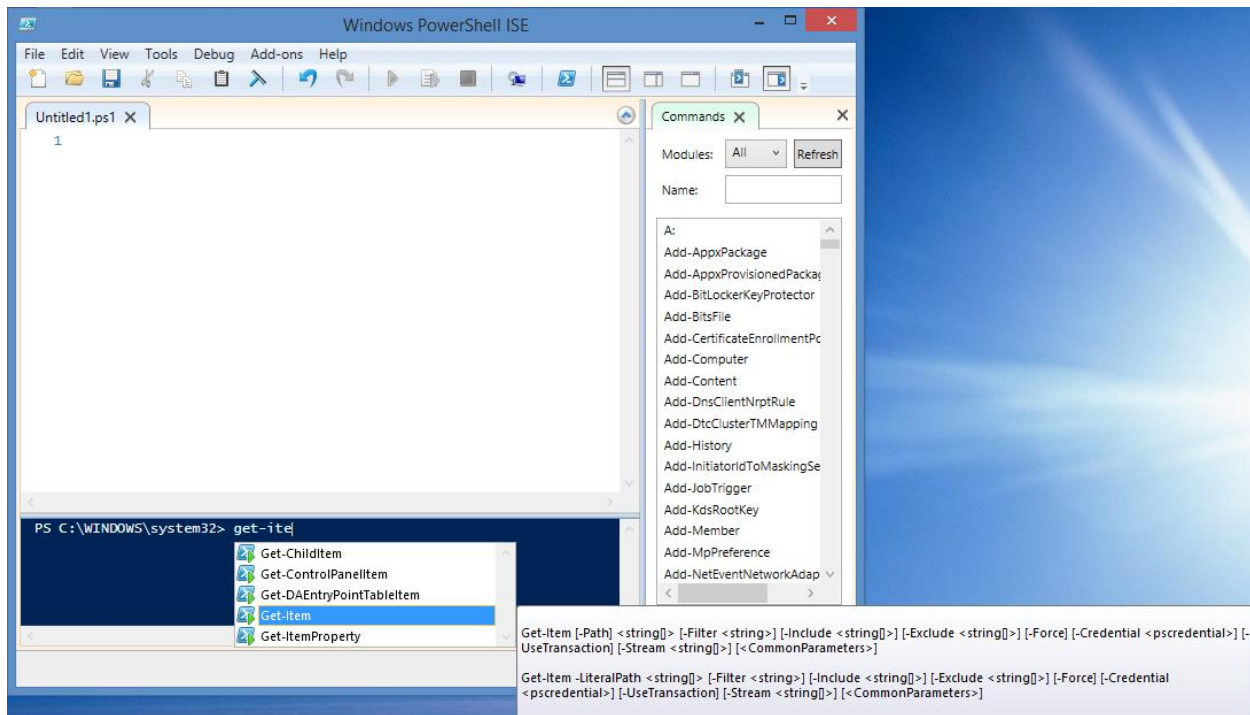 Windows PowerShell ISE
File Edit View Tools Debug Add-ons Help
Untitled1.ps1
1
Commands
Modules: All Refresh
Name:
A:
Add-AppxPackage
Add-AppxProvisionedPackag
Add-BitLockerKeyProtector
Add-BitsFile
Add-CertificateEnrollmentPo
Add-Computer
Add-Content
Add-DnsClientNrptRule
Add-DtcClusterTMMapping
Add-History
Add-InitiatorIdToMaskingSe
Add-JobTrigger
Add-KdsRootKey
Add-Member
Add-MpPreference
Add-NetEventNetworkAdap
PS C:\WINDOWS\system32> get-ite
Get-ChildItem
Get-ControlPanelItem
Get-DAEntryPointTableItem
Get-Item
Get-ItemProperty
Get-Item [-Path] <string[]> [-Filter <string>] [-Include <string[]>] [-Exclude <string[]>] [-Force] [-Credential <pscredential>] [-
UseTransaction] [-Stream <string[]>] [<CommonParameters>]
Get-Item -LiteralPath <string[]> [-Filter <string>] [-Include <string[]>] [-Exclude <string[]>] [-Force] [-Credential
<pscredential>] [-UseTransaction] [-Stream <string[]>] [<CommonParameters>]